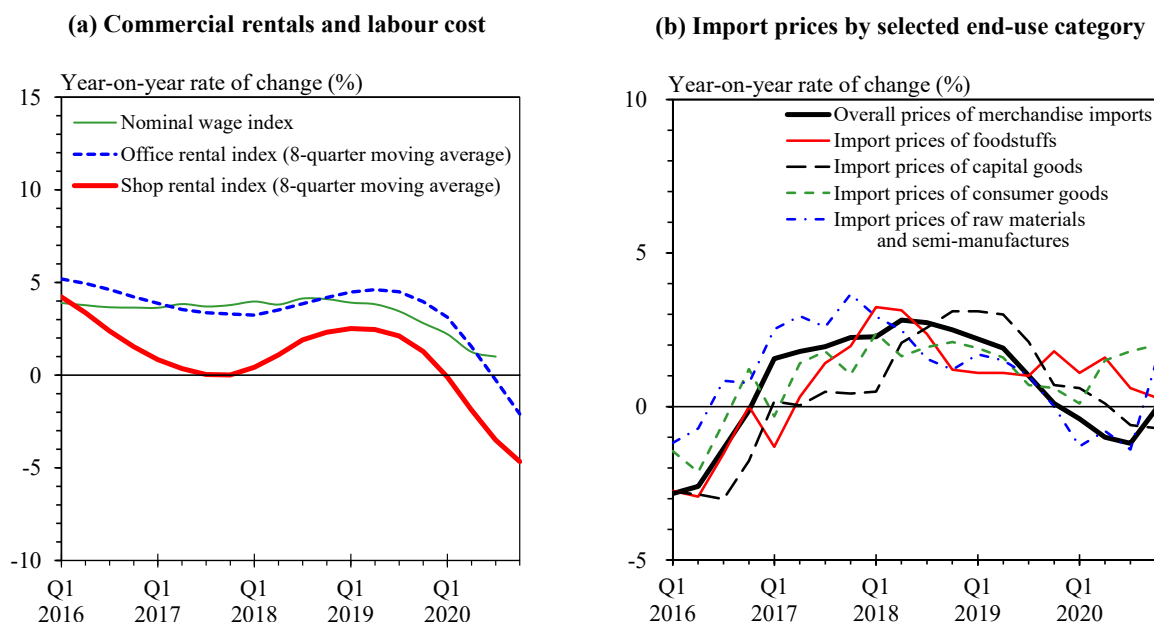 (a) Commercial rentals and labour cost
Year-on-year rate of change (%)
15
10
5
0
-5
-10
Nominal wage index
Office rental index (8-quarter moving average)
Shop rental index (8-quarter moving average)
Q1 Q1 Q1 Q1 Q1
2016 2017 2018 2019 2020
(b) Import prices by selected end-use category
Year-on-year rate of change (%)
10
5
0
-5
Overall prices of merchandise imports
Import prices of foodstuffs
Import prices of capital goods
Import prices of consumer goods
Import prices of raw materials
and semi-manufactures
Q1 Q1 Q1 Q1 Q1
2016 2017 2018 2019 2020